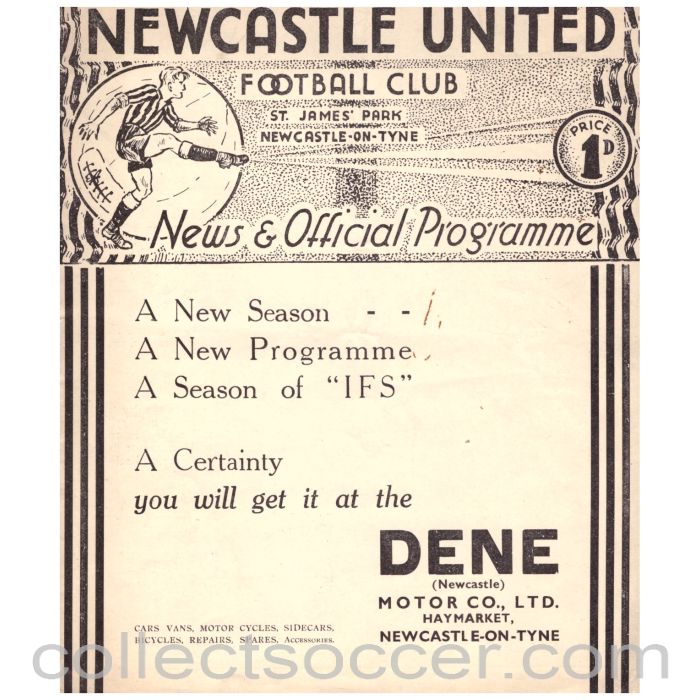 NEWCASTLE UNITED
FOOTBALL CLUB
ST. JAMES' PARK
NEWCASTLE-ON-TYNE
PRICE
1D
News & Official Programme
A New Season - -
A New Programme
A Season of "IFS"
A Certainty
you will get it at the
DENE
(Newcastle)
MOTOR CO., LTD.
HAYMARKET,
NEWCASTLE-ON-TYNE
CARS VANS, MOTOR CYCLES, SIDECARS,
BICYCLES, REPAIRS, SPARES, ACCESSORIES.
collectsoccer.com